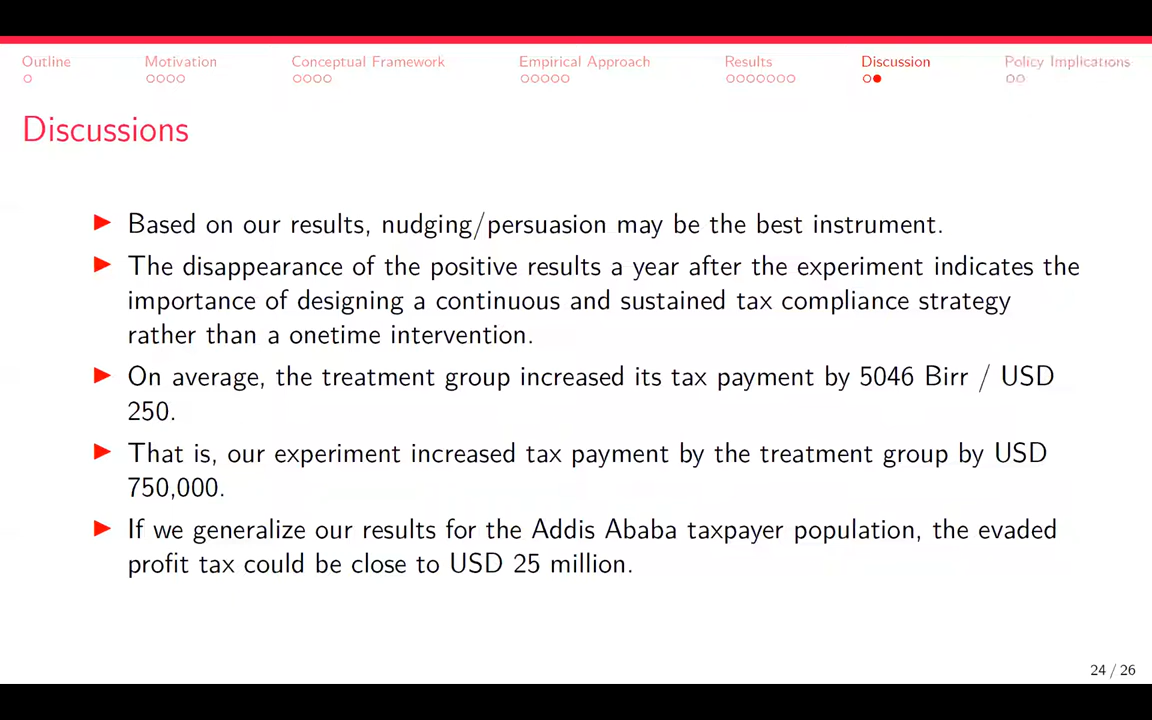 Outline
Motivation
Conceptual Framework
Empirical Approach
Results
Discussion
Policy Implications
Discussions
Based on our results, nudging/persuasion may be the best instrument.
The disappearance of the positive results a year after the experiment indicates the
importance of designing a continuous and sustained tax compliance strategy
rather than a onetime intervention.
On average, the treatment group increased its tax payment by 5046 Birr / USD
250.
That is, our experiment increased tax payment by the treatment group by USD
750,000.
If we generalize our results for the Addis Ababa taxpayer population, the evaded
profit tax could be close to USD 25 million.
24 / 26